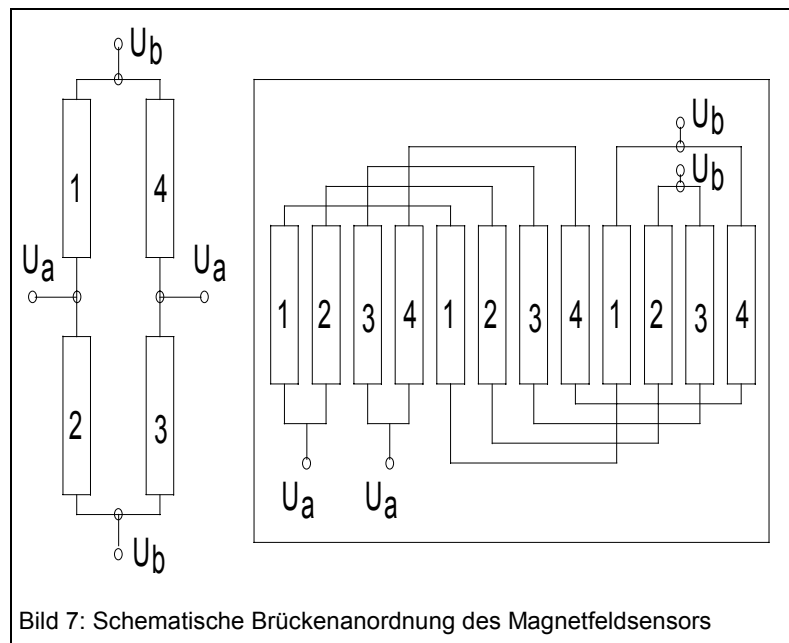 Ub
1
4
Ua
Ua
2
3
Ub
Ub
Ub
1 2 3 4 1 2 3 4 1 2 3 4
Ua Ua
Bild 7: Schematische Brückenanordnung des Magnetfeldsensors